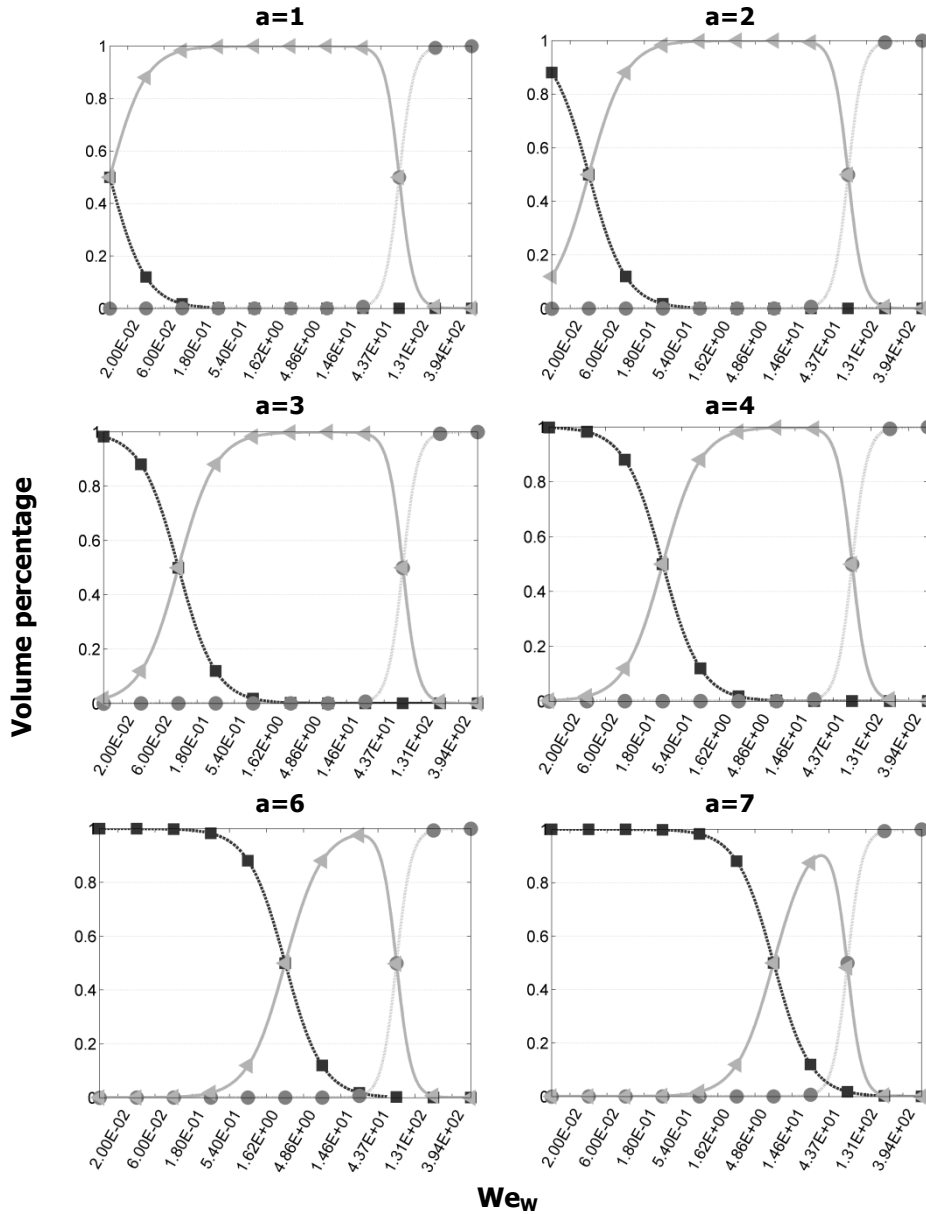 a=1
a=2
1
0.8
0.6
0.4
0.2
0
2.00E-02
6.00E-02
1.80E-01
5.40E-01
1.62E+00
4.86E+00
1.46E+01
4.37E+01
1.31E+02
3.94E+02
1
0.8
0.6
0.4
0.2
0
2.00E-02
6.00E-02
1.80E-01
5.40E-01
1.62E+00
4.86E+00
1.46E+01
4.37E+01
1.31E+02
3.94E+02
a=3
a=4
Volume percentage
1
0.8
0.6
0.4
0.2
0
2.00E-02
6.00E-02
1.80E-01
5.40E-01
1.62E+00
4.86E+00
1.46E+01
4.37E+01
1.31E+02
3.94E+02
1
0.8
0.6
0.4
0.2
0
2.00E-02
6.00E-02
1.80E-01
5.40E-01
1.62E+00
4.86E+00
1.46E+01
4.37E+01
1.31E+02
3.94E+02
a=6
a=7
1
0.8
0.6
0.4
0.2
0
2.00E-02
6.00E-02
1.80E-01
5.40E-01
1.62E+00
4.86E+00
1.46E+01
4.37E+01
1.31E+02
3.94E+02
1
0.8
0.6
0.4
0.2
0
2.00E-02
6.00E-02
1.80E-01
5.40E-01
1.62E+00
4.86E+00
1.46E+01
4.37E+01
1.31E+02
3.94E+02
Wew